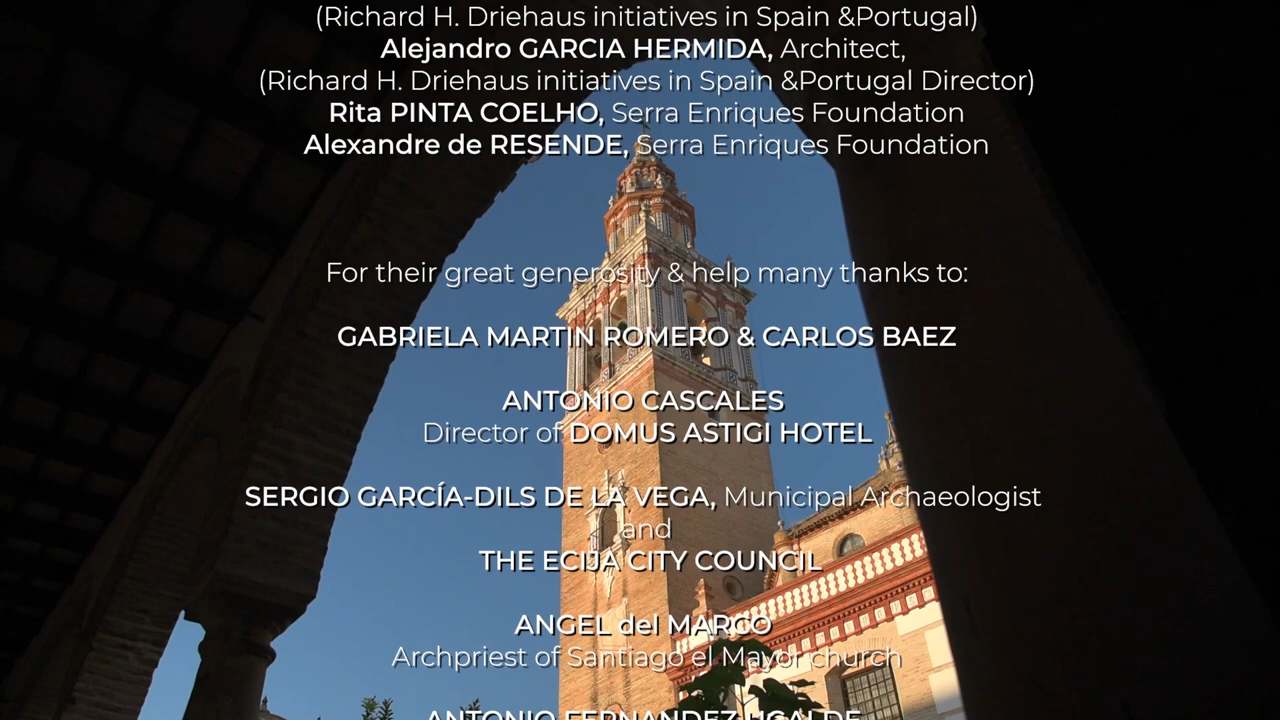 (Richard H. Driehaus initiatives in Spain &Portugal)
Alejandro GARCIA HERMIDA, Architect,
(Richard H. Driehaus initiatives in Spain &Portugal Director)
Rita PINTA COELHO, Serra Enriques Foundation
Alexandre de RESENDE, Serra Enriques Foundation
For their great generosity & help many thanks to:
GABRIELA MARTIN ROMERO & CARLOS BAEZ
ANTONIO CASCALES
Director of DOMUS ASTIGI HOTEL
SERGIO GARCÍA-DILS DE LA VEGA, Municipal Archaeologist
and
THE ECIJA CITY COUNCIL
ANGEL del MARCO
Archpriest of Santiago el Mayor church
ANTONIO FERNANDEZ UGALDE